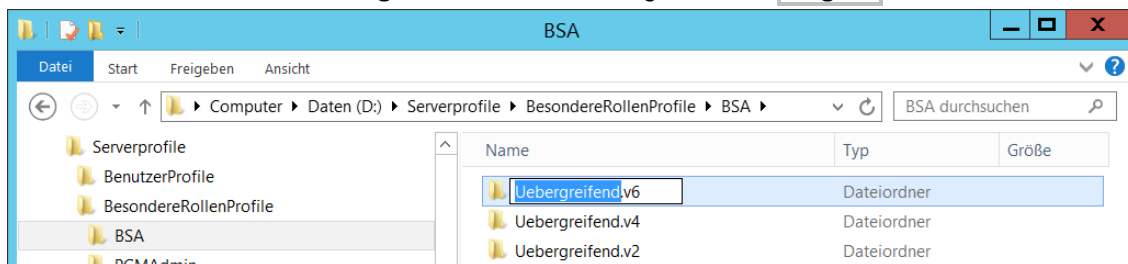 BSA
Datei Start Freigeben Ansicht
Computer Daten (D:) Serverprofile BesondereRollenProfile BSA BSA durchsuchen
Serverprofile
BenutzerProfile
BesondereRollenProfile
BSA
Name Typ Größe
Uebergreifend.v6 Dateiordner
Uebergreifend.v4 Dateiordner
Uebergreifend.v2 Dateiordner